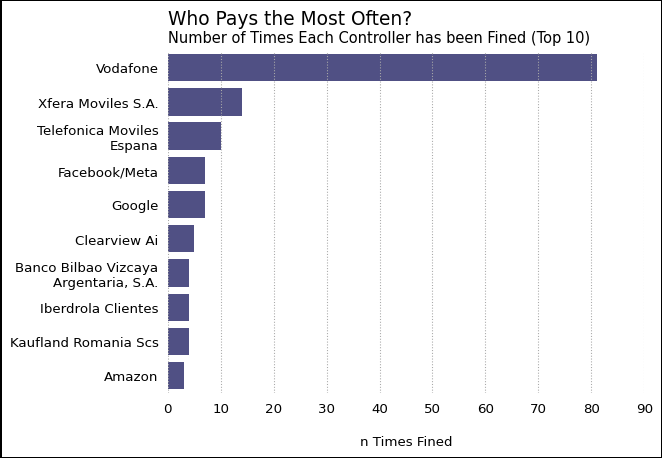 Who Pays the Most Often?
Number of Times Each Controller has been Fined (Top 10)
Vodafone
Xfera Moviles S.A.
Telefonica Moviles
Espana
Facebook/Meta
Google
Clearview Ai
Banco Bilbao Vizcaya
Argentaria, S.A.
Iberdrola Clientes
Kaufland Romania Scs
Amazon
0 10 20 30 40 50 60 70 80 90
n Times Fined